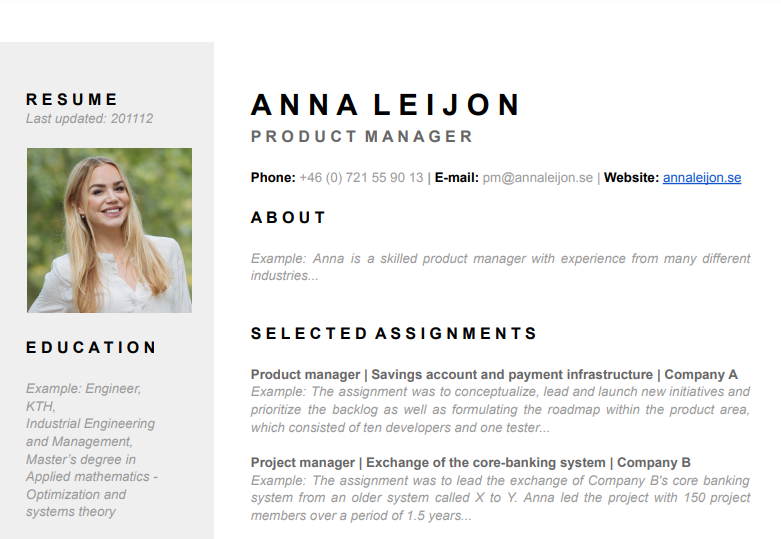 RESUME
Last updated: 201112
EDUCATION
Example: Engineer,
KTH,
Industrial Engineering
and Management,
Master's degree in
Applied mathematics -
Optimization and
systems theory
ANNA LEIJON
PRODUCT MANAGER
Phone: +46 (0) 721 55 90 13 | E-mail: pm@annaleijon.se | Website: annaleijon.se
ABOUT
Example: Anna is a skilled product manager with experience from many different
industries...
SELECTED ASSIGNMENTS
Product manager | Savings account and payment infrastructure | Company A
Example: The assignment was to conceptualize, lead and launch new initiatives and
prioritize the backlog as well as formulating the roadmap within the product area,
which consisted of ten developers and one tester...
Project manager | Exchange of the core-banking system | Company B
Example: The assignment was to lead the exchange of Company B's core banking
system from an older system called X to Y. Anna led the project with 150 project
members over a period of 1.5 years...